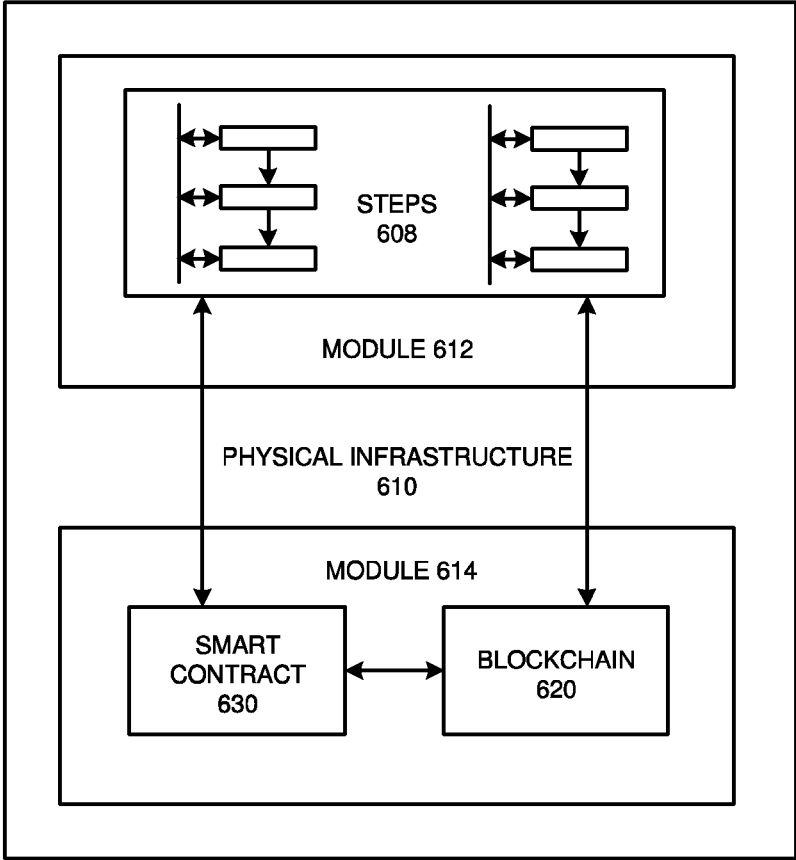 STEPS
608
MODULE 612
PHYSICAL INFRASTRUCTURE
610
MODULE 614
SMART
CONTRACT
630
BLOCKCHAIN
620